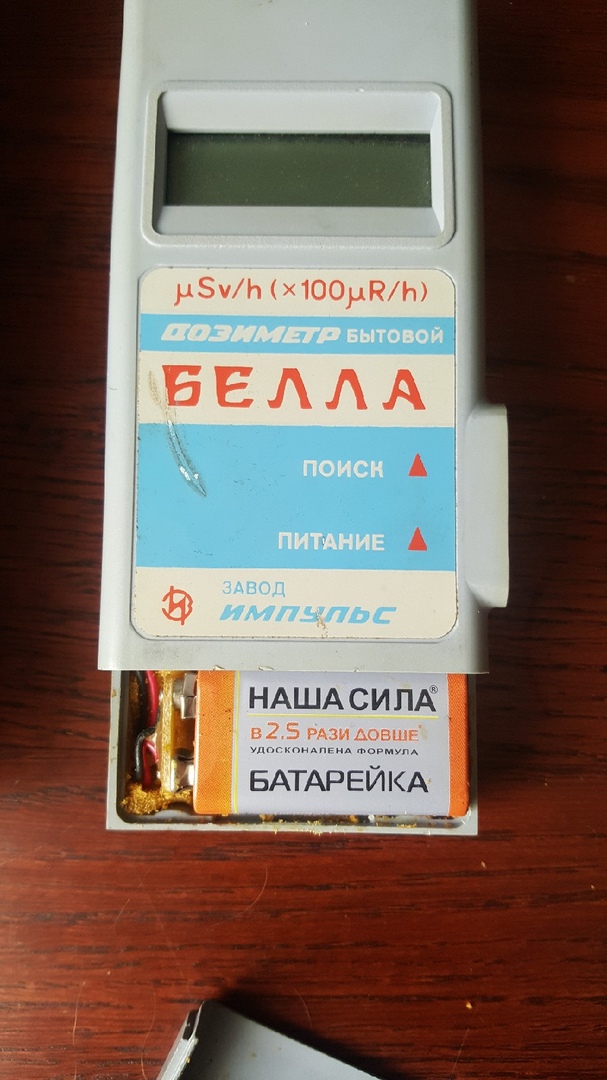 µSv/h (×100µR/h)
ДОЗИМЕТР БЫТОВОЙ
БЕЛЛА
ПОИСК ▲
ПИТАНИЕ ▲
ЗАВОД
ИМПУЛЬС
НАША СИЛА®
В 2.5 РАЗИ ДОВШЕ
УДОСКОНАЛЕНА ФОРМУЛА
БАТАРЕЙКА